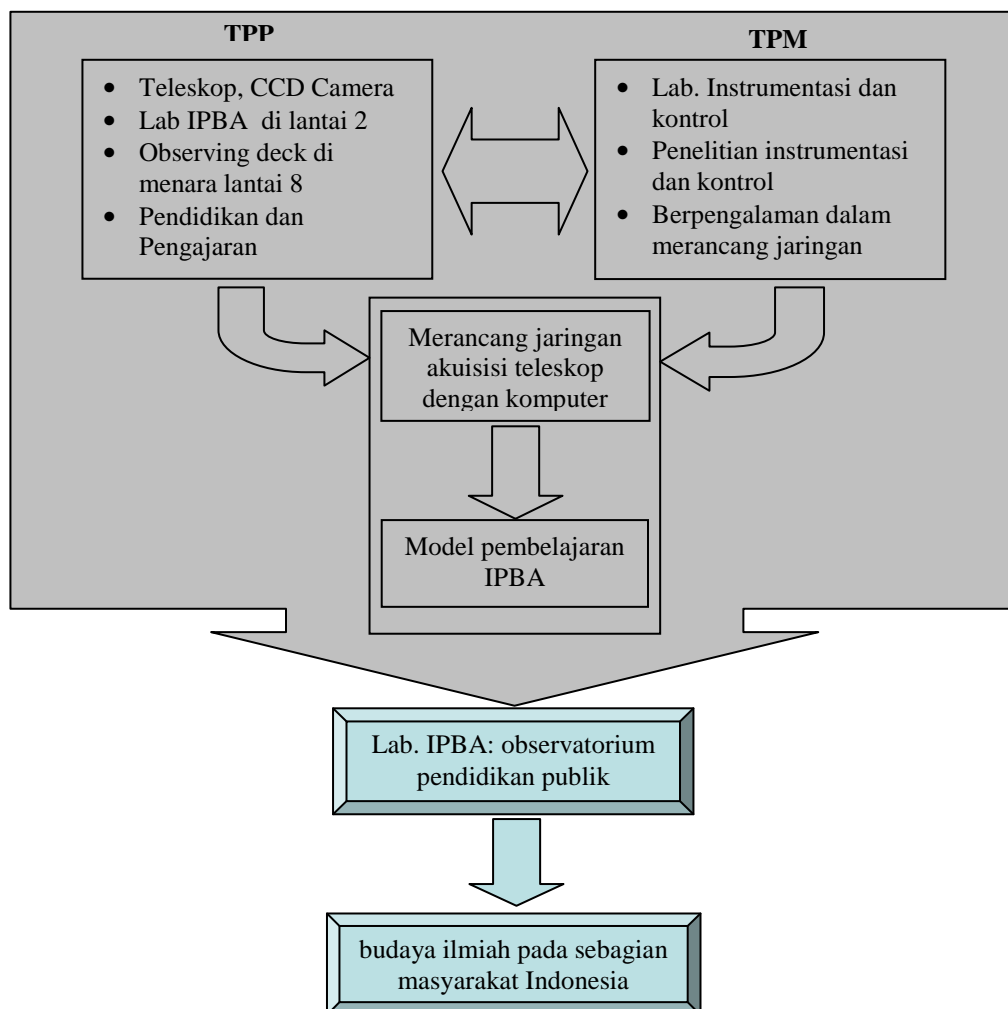 TPP
• Teleskop, CCD Camera
• Lab IPBA di lantai 2
• Observing deck di
menara lantai 8
• Pendidikan dan
Pengajaran
TPM
• Lab. Instrumentasi dan
kontrol
• Penelitian instrumentasi
dan kontrol
• Berpengalaman dalam
merancang jaringan
Merancang jaringan
akuisisi teleskop
dengan komputer
Model pembelajaran
IPBA
Lab. IPBA: observatorium
pendidikan publik
budaya ilmiah pada sebagian
masyarakat Indonesia